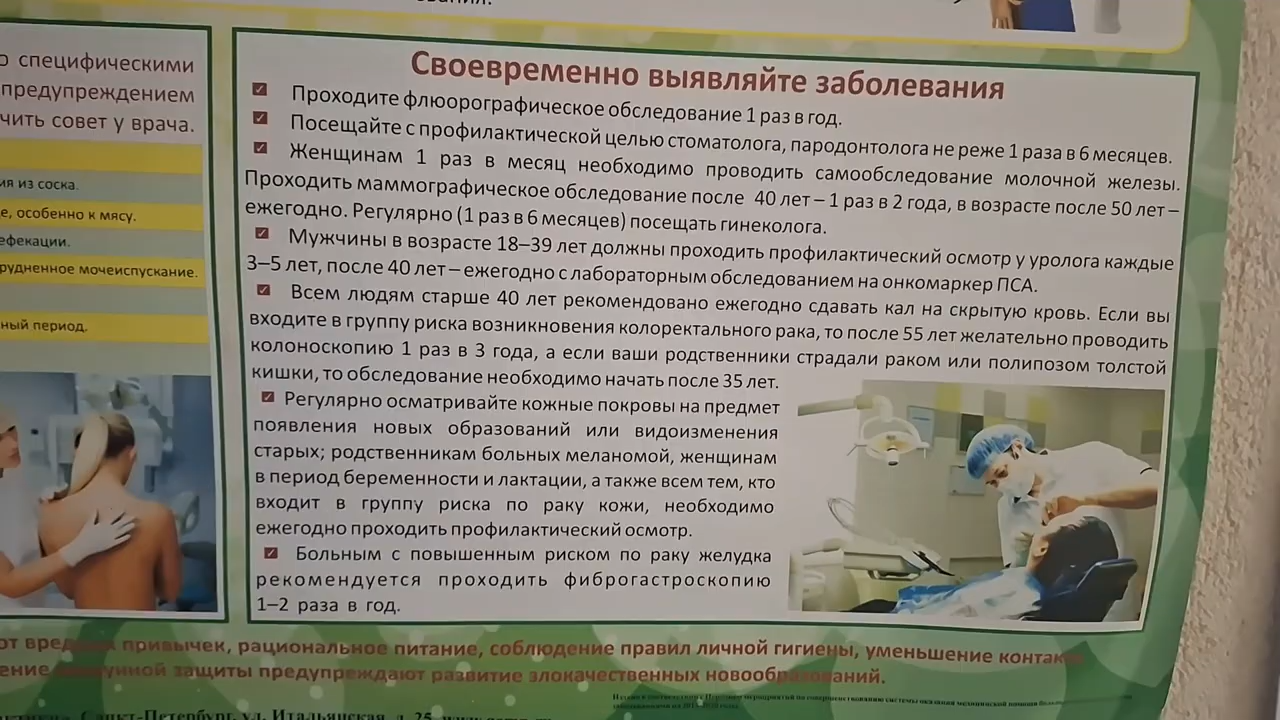 специфическими
предупреждением
чить совет у врача.
ия из соска.
е, особенно к мясу.
ефекации.
рудненное мочеиспускание.
ный период.
Своевременно выявляйте заболевания
Проходите флюорографическое обследование 1 раз в год.
Посещайте с профилактической целью стоматолога, пародонтолога не реже 1 раза в 6 месяцев.
Женщинам 1 раз в месяц необходимо проводить самообследование молочной железы.
Проходить маммографическое обследование после 40 лет – 1 раз в 2 года, в возрасте после 50 лет –
ежегодно. Регулярно (1 раз в 6 месяцев) посещать гинеколога.
Мужчины в возрасте 18–39 лет должны проходить профилактический осмотр у уролога каждые
3–5 лет, после 40 лет – ежегодно с лабораторным обследованием на онкомаркер ПСА.
Всем людям старше 40 лет рекомендовано ежегодно сдавать кал на скрытую кровь. Если вы
входите в группу риска возникновения колоректального рака, то после 55 лет желательно проводить
колоноскопию 1 раз в 3 года, а если ваши родственники страдали раком или полипозом толстой
кишки, то обследование необходимо начать после 35 лет.
Регулярно осматривайте кожные покровы на предмет
появления новых образований или видоизменения
старых; родственникам больных меланомой, женщинам
в период беременности и лактации, а также всем тем, кто
входит в группу риска по раку кожи, необходимо
ежегодно проходить профилактический осмотр.
Больным с повышенным риском по раку желудка
рекомендуется проходить фиброгастроскопию
1–2 раза в год.
от вредных привычек, рациональное питание, соблюдение правил личной гигиены, уменьшение контак
ение иммунной защиты предупреждают развитие злокачественных новообразований.
Санкт-Петербург, ул. Итальянская, д. 25,